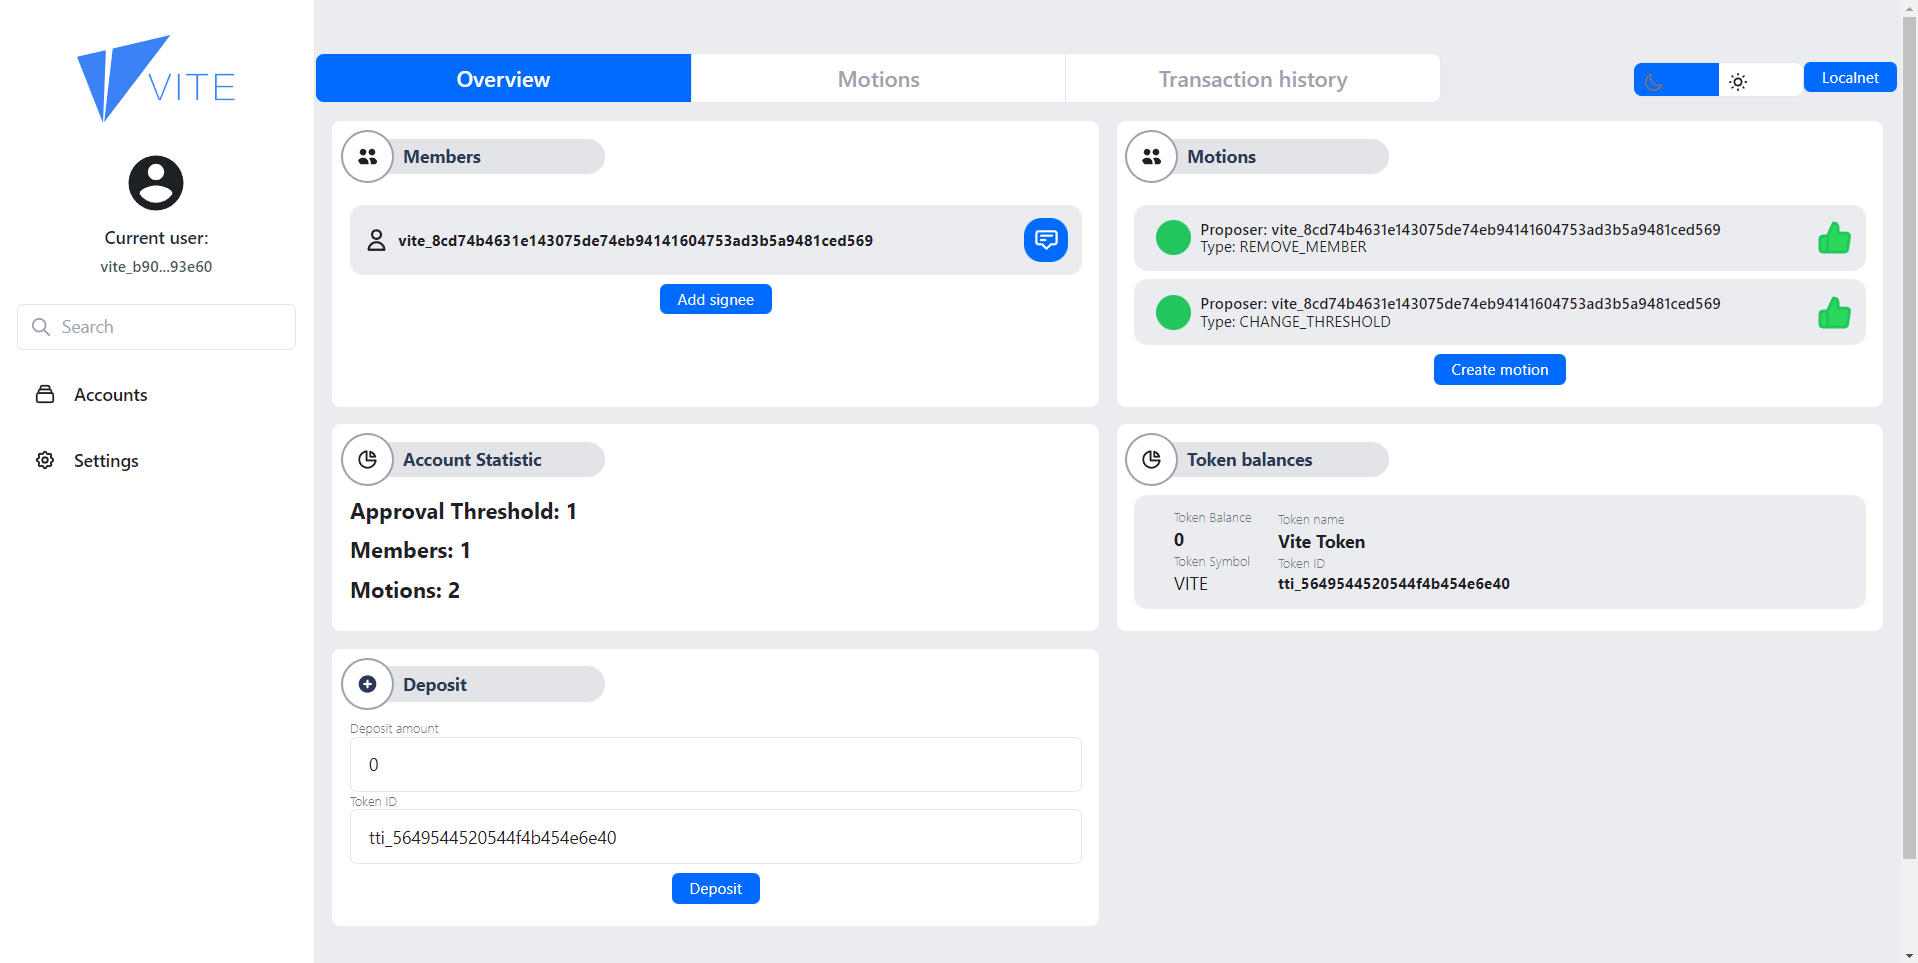 VITE
Current user:
vite_b90...93e60
Search
Accounts
Settings
Overview
Motions
Transaction history
Localnet
Members
vite_8cd74b4631e143075de74eb94141604753ad3b5a9481ced569
Add signee
Motions
Proposer: vite_8cd74b4631e143075de74eb94141604753ad3b5a9481ced569
Type: REMOVE_MEMBER
Proposer: vite_8cd74b4631e143075de74eb94141604753ad3b5a9481ced569
Type: CHANGE_THRESHOLD
Create motion
Account Statistic
Approval Threshold: 1
Members: 1
Motions: 2
Token balances
Token Balance
0
Token Symbol
VITE
Token name
Vite Token
Token ID
tti_5649544520544f4b454e6e40
Deposit
Deposit amount
0
Token ID
tti_5649544520544f4b454e6e40
Deposit